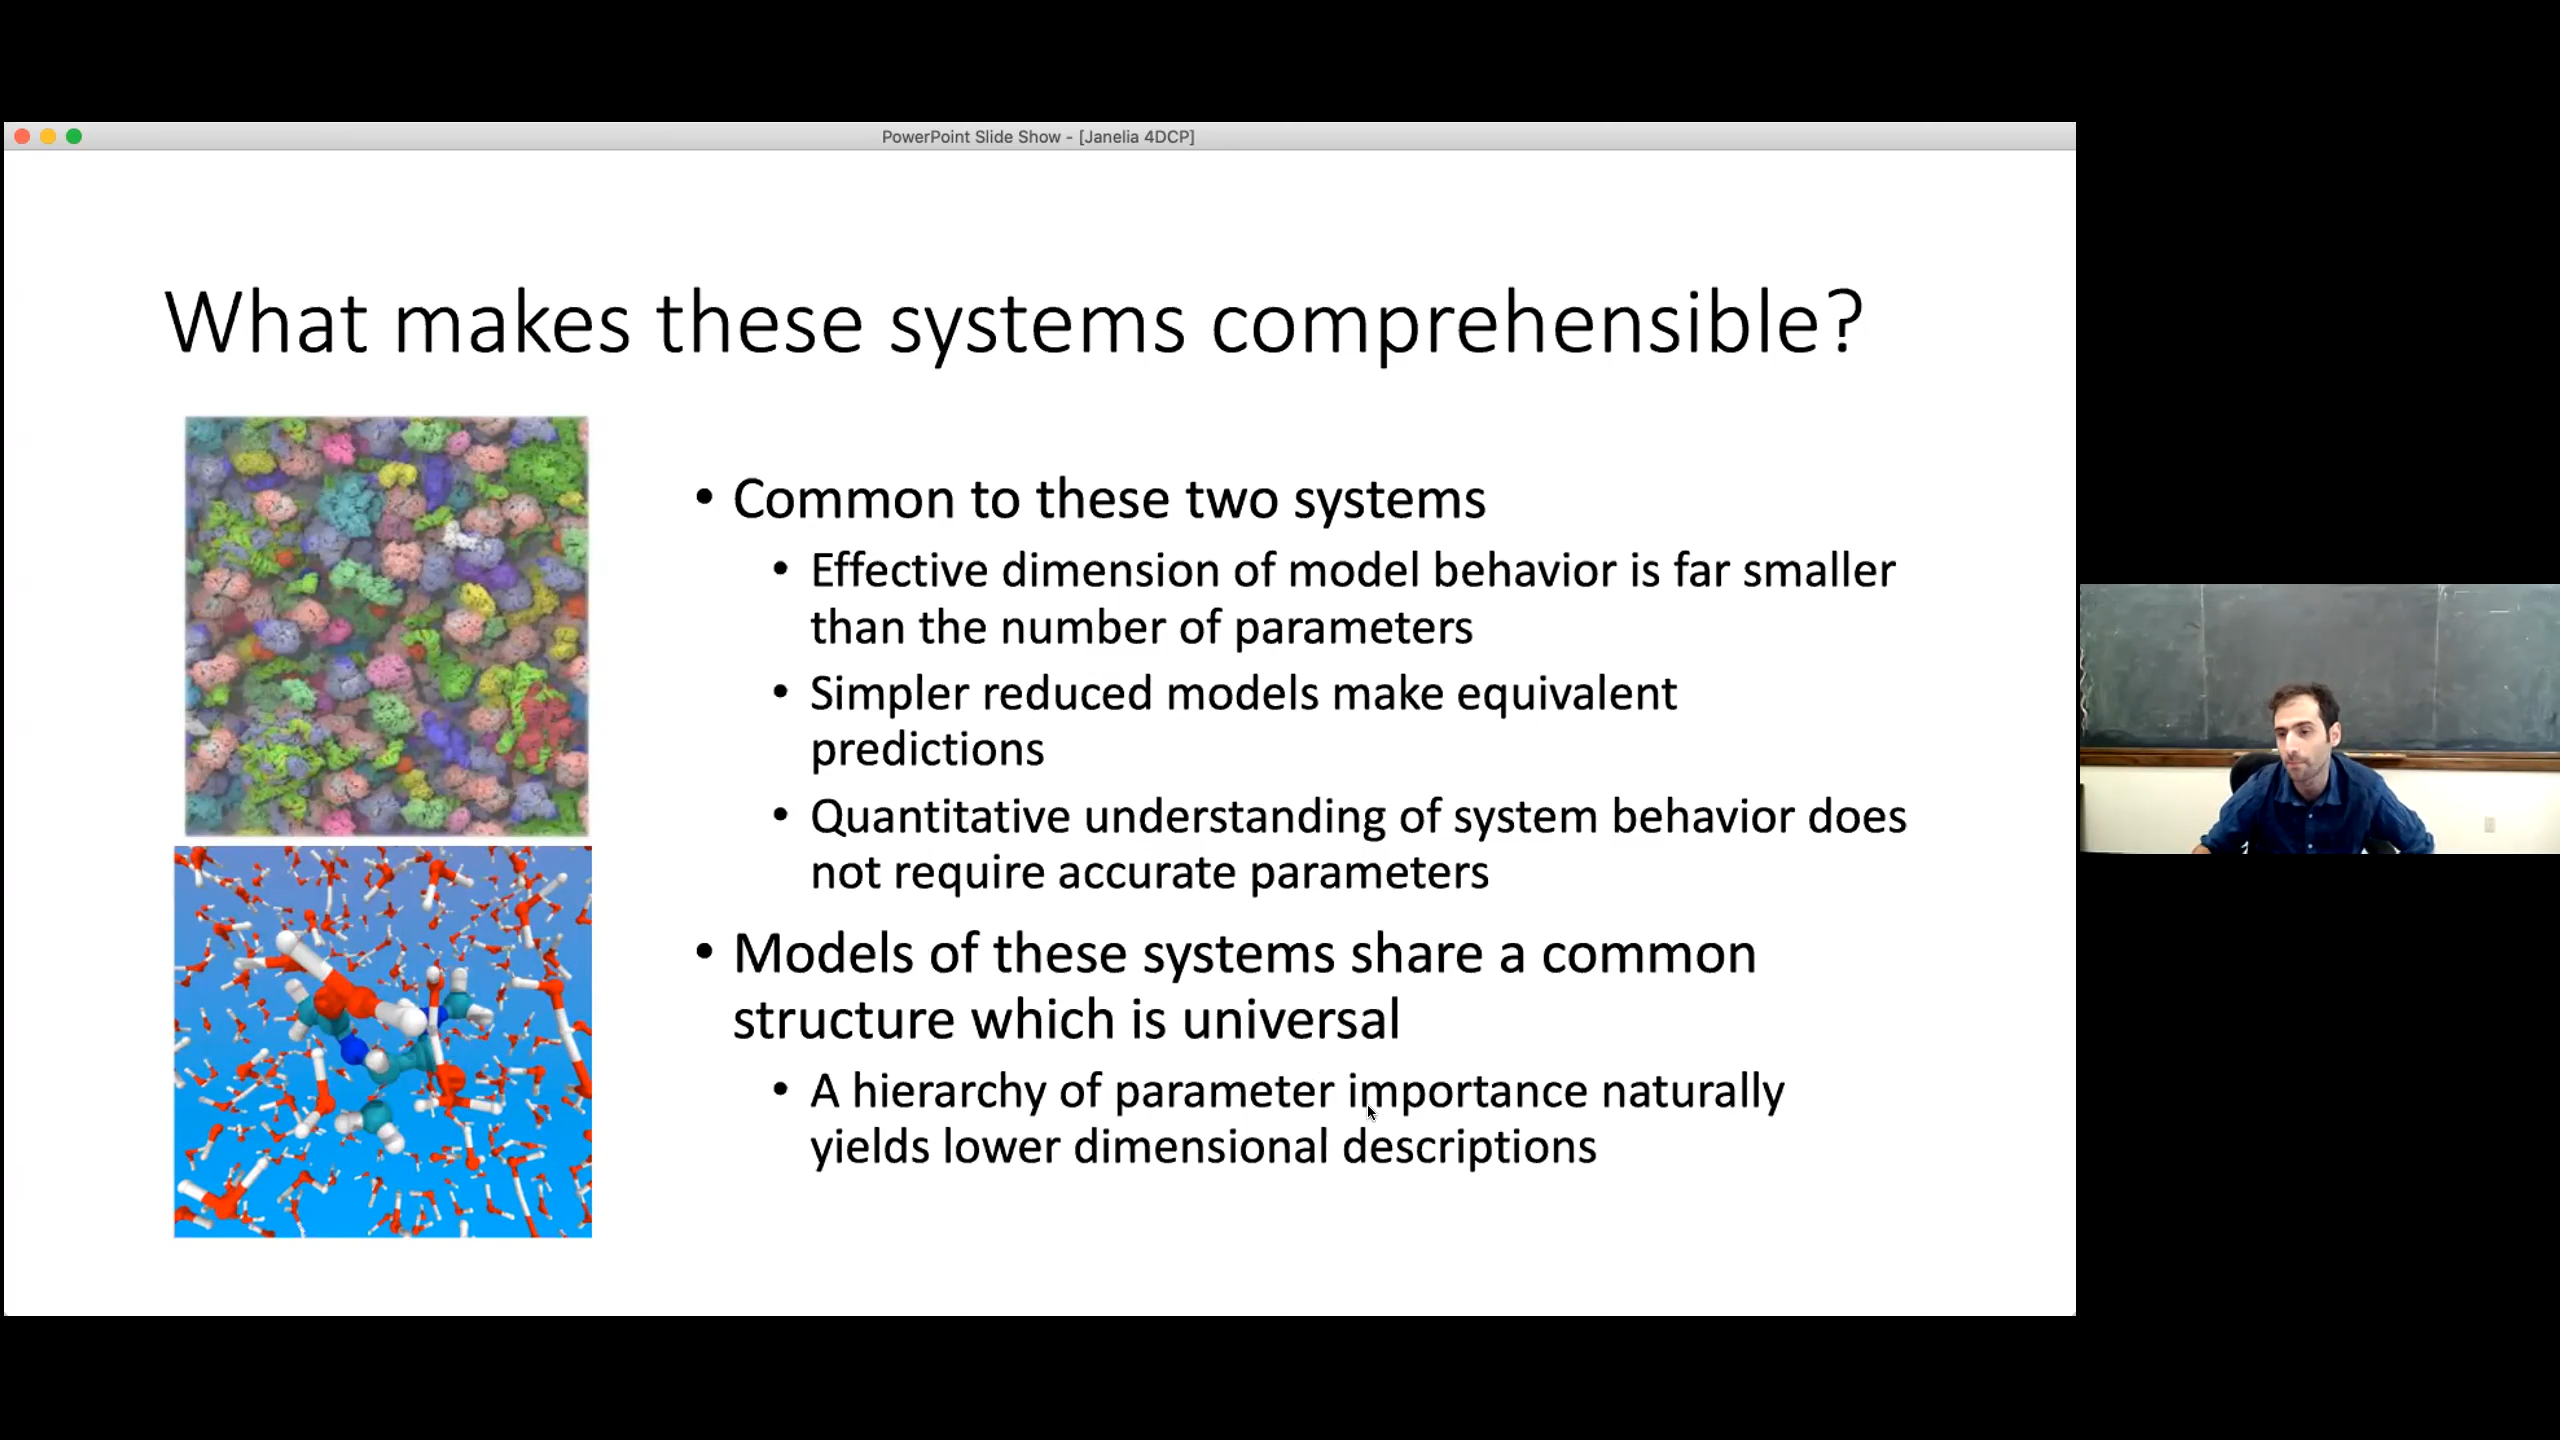 PowerPoint Slide Show - [Janelia 4DCP]
What makes these systems comprehensible?
• Common to these two systems
• Effective dimension of model behavior is far smaller
than the number of parameters
• Simpler reduced models make equivalent
predictions
• Quantitative understanding of system behavior does
not require accurate parameters
• Models of these systems share a common
structure which is universal
• A hierarchy of parameter importance naturally
yields lower dimensional descriptions